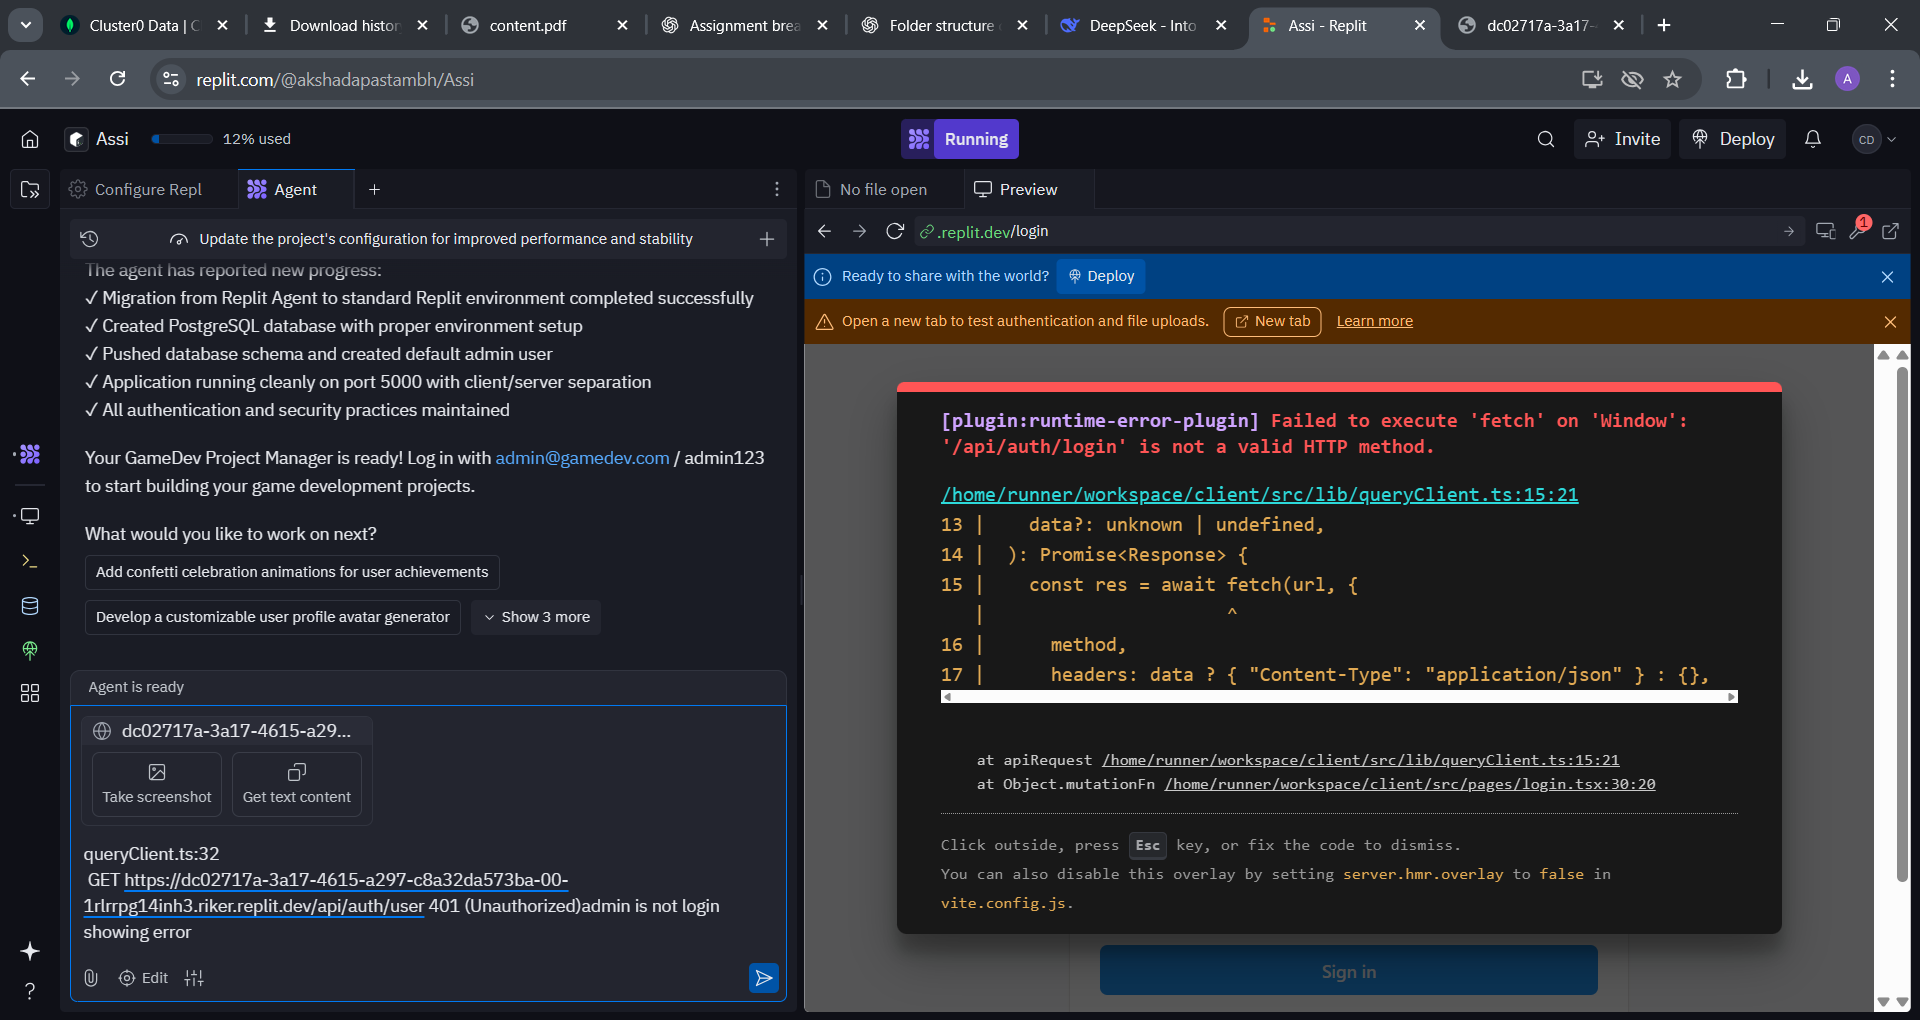 Cluster0 Data | C
Download histor
content.pdf
Assignment brea
Folder structure
DeepSeek - Into
Assi - Replit
dc02717a-3a17-
replit.com/@akshadapastambh/Assi
A
Assi
12% used
Running
Invite
Deploy
CD
Configure Repl
Agent
No file open
Preview
Update the project's configuration for improved performance and stability
The agent has reported new progress:
✓ Migration from Replit Agent to standard Replit environment completed successfully
✓ Created PostgreSQL database with proper environment setup
✓ Pushed database schema and created default admin user
✓ Application running cleanly on port 5000 with client/server separation
✓ All authentication and security practices maintained
Your GameDev Project Manager is ready! Log in with admin@gamedev.com / admin123
to start building your game development projects.
What would you like to work on next?
Add confetti celebration animations for user achievements
Develop a customizable user profile avatar generator
Show 3 more
Agent is ready
dc02717a-3a17-4615-a29...
Take screenshot
Get text content
queryClient.ts:32
GET https://dc02717a-3a17-4615-a297-c8a32da573ba-00-
1rlrrpg14inh3.riker.replit.dev/api/auth/user 401 (Unauthorized)admin is not login
showing error
Edit
?
.replit.dev/login
1
Ready to share with the world?
Deploy
Open a new tab to test authentication and file uploads.
New tab
Learn more
[plugin:runtime-error-plugin] Failed to execute 'fetch' on 'Window':
'/api/auth/login' is not a valid HTTP method.
/home/runner/workspace/client/src/lib/queryClient.ts:15:21
13 | data?: unknown | undefined,
14 | ): Promise<Response> {
15 | const res = await fetch(url, {
| ^
16 | method,
17 | headers: data ? { "Content-Type": "application/json" } : {},
at apiRequest /home/runner/workspace/client/src/lib/queryClient.ts:15:21
at Object.mutationFn /home/runner/workspace/client/src/pages/login.tsx:30:20
Click outside, press Esc key, or fix the code to dismiss.
You can also disable this overlay by setting server.hmr.overlay to false in
vite.config.js.
Sign in